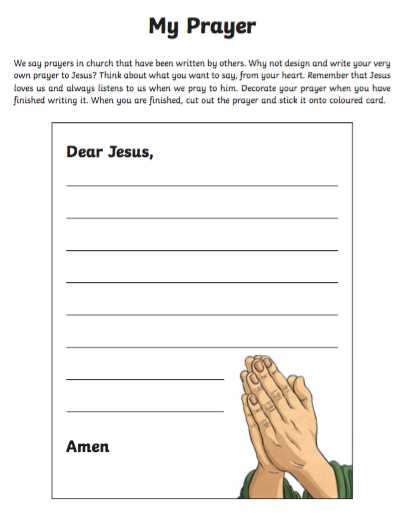 My Prayer
We say prayers in church that have been written by others. Why not design and write your very
own prayer to Jesus? Think about what you want to say, from your heart. Remember that Jesus
loves us and always listens to us when we pray to him. Decorate your prayer when you have
finished writing it. When you are finished, cut out the prayer and stick it onto coloured card.
Dear Jesus,
Amen